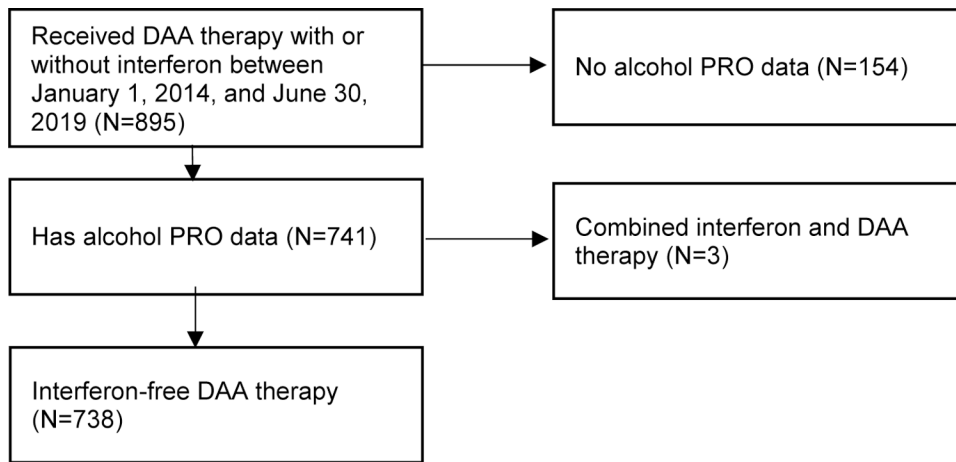 Received DAA therapy with or
without interferon between
January 1, 2014, and June 30,
2019 (N=895)
No alcohol PRO data (N=154)
Has alcohol PRO data (N=741)
Combined interferon and DAA
therapy (N=3)
Interferon-free DAA therapy
(N=738)